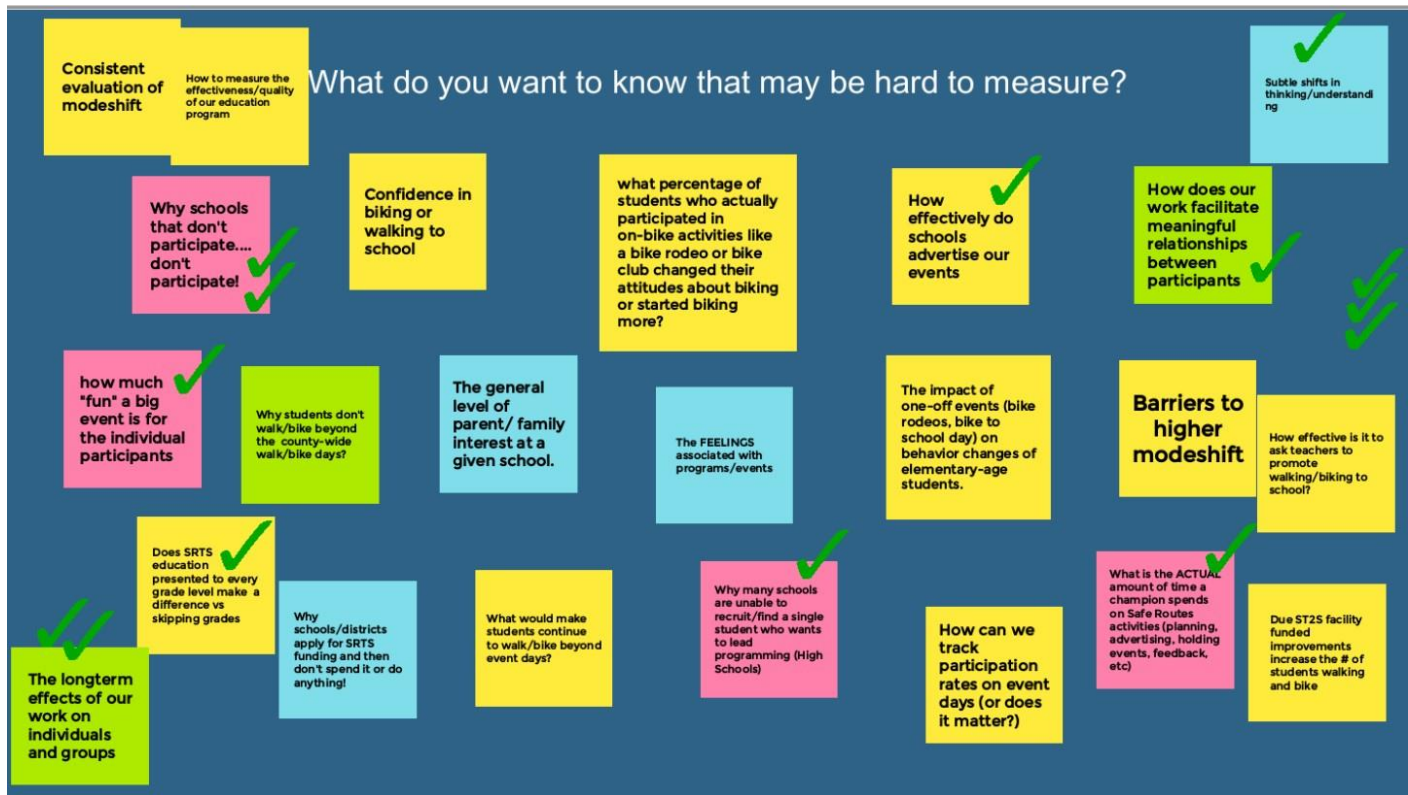 What do you want to know that may be hard to measure?
Consistent
evaluation of
modeshift
How to measure the
effectiveness/quality
of our education
program
Subtle shifts in
thinking/understandi
ng
Why schools
that don't
participate....
don't
participate!
Confidence in
biking or
walking to
school
what percentage of
students who actually
participated in
on-bike activities like
a bike rodeo or bike
club changed their
attitudes about biking
or started biking
more?
How
effectively do
schools
advertise our
events
How does our
work facilitate
meaningful
relationships
between
participants
how much
"fun" a big
event is for
the individual
participants
Why students don't
walk/bike beyond
the county-wide
walk/bike days?
The general
level of
parent/ family
interest at a
given school.
The FEELINGS
associated with
programs/events
The impact of
one-off events (bike
rodeos, bike to
school day) on
behavior changes of
elementary-age
students.
Barriers to
higher
modeshift
How effective is it to
ask teachers to
promote
walking/biking to
school?
Does SRTS
education
presented to every
grade level make a
difference vs
skipping grades
Why
schools/districts
apply for SRTS
funding and then
don't spend it or do
anything!
What would make
students continue
to walk/bike beyond
event days?
Why many schools
are unable to
recruit/find a single
student who wants
to lead
programming (High
Schools)
How can we
track
participation
rates on event
days (or does
it matter?)
What is the ACTUAL
amount of time a
champion spends
on Safe Routes
activities (planning,
advertising, holding
events, feedback,
etc)
Due ST2S facility
funded
improvements
increase the # of
students walking
and bike
The longterm
effects of our
work on
individuals
and groups